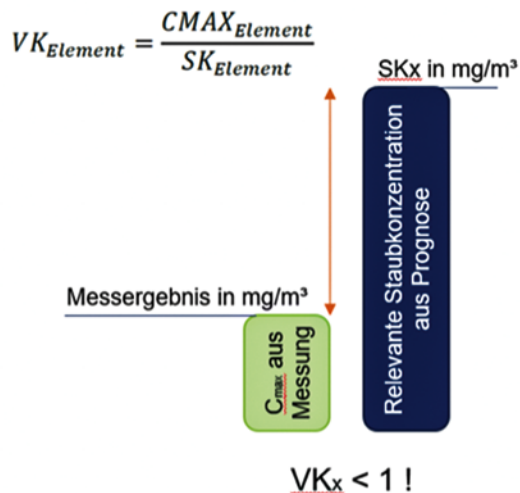 VK_Element = CMAX_Element / SK_Element
SKx in mg/m³
Relevante Staubkonzentration
aus Prognose
Messergebnis in mg/m³
Cmax aus
Messung
VKx < 1 !